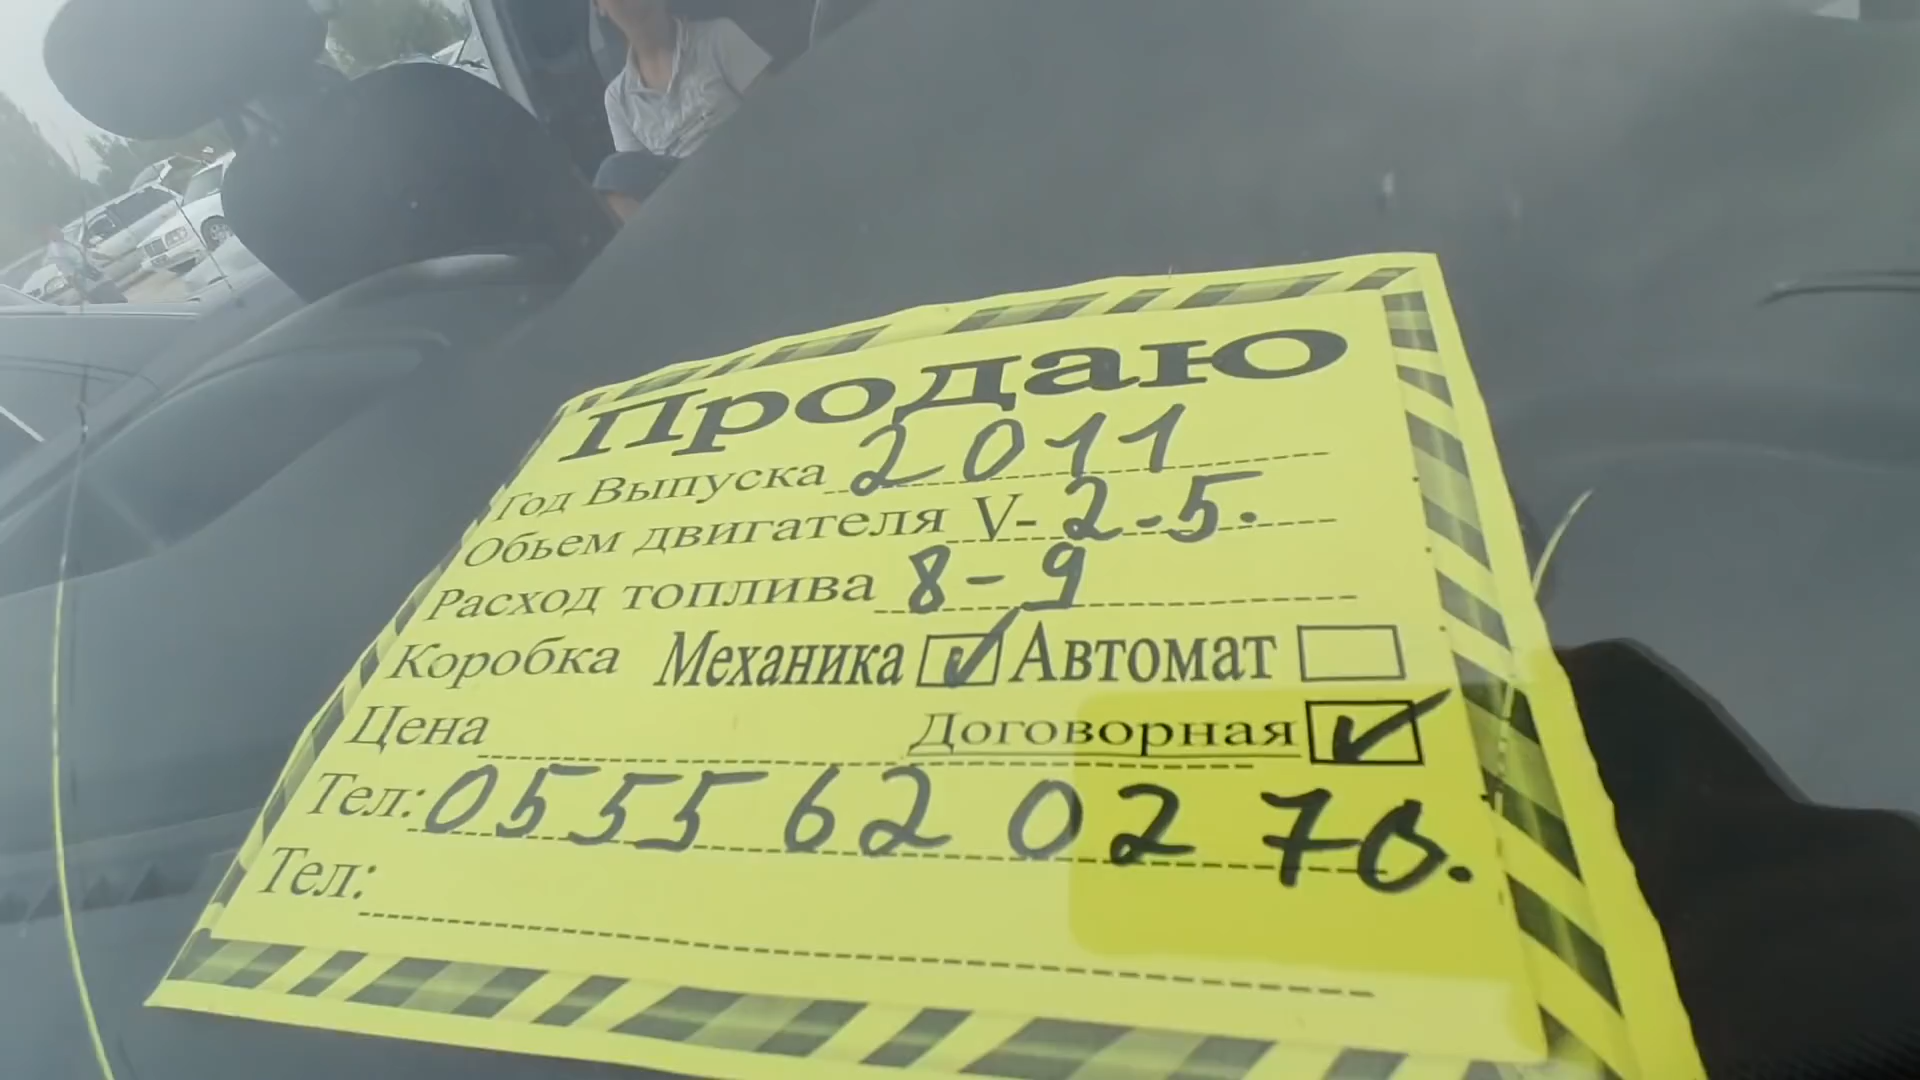 Продаю
Год Выпуска 2011
Обьем двигателя V- 2-5.
Расход топлива 8-9
Коробка Механика Автомат
Цена Договорная
Тел: 0555 62 02 70.
Тел: